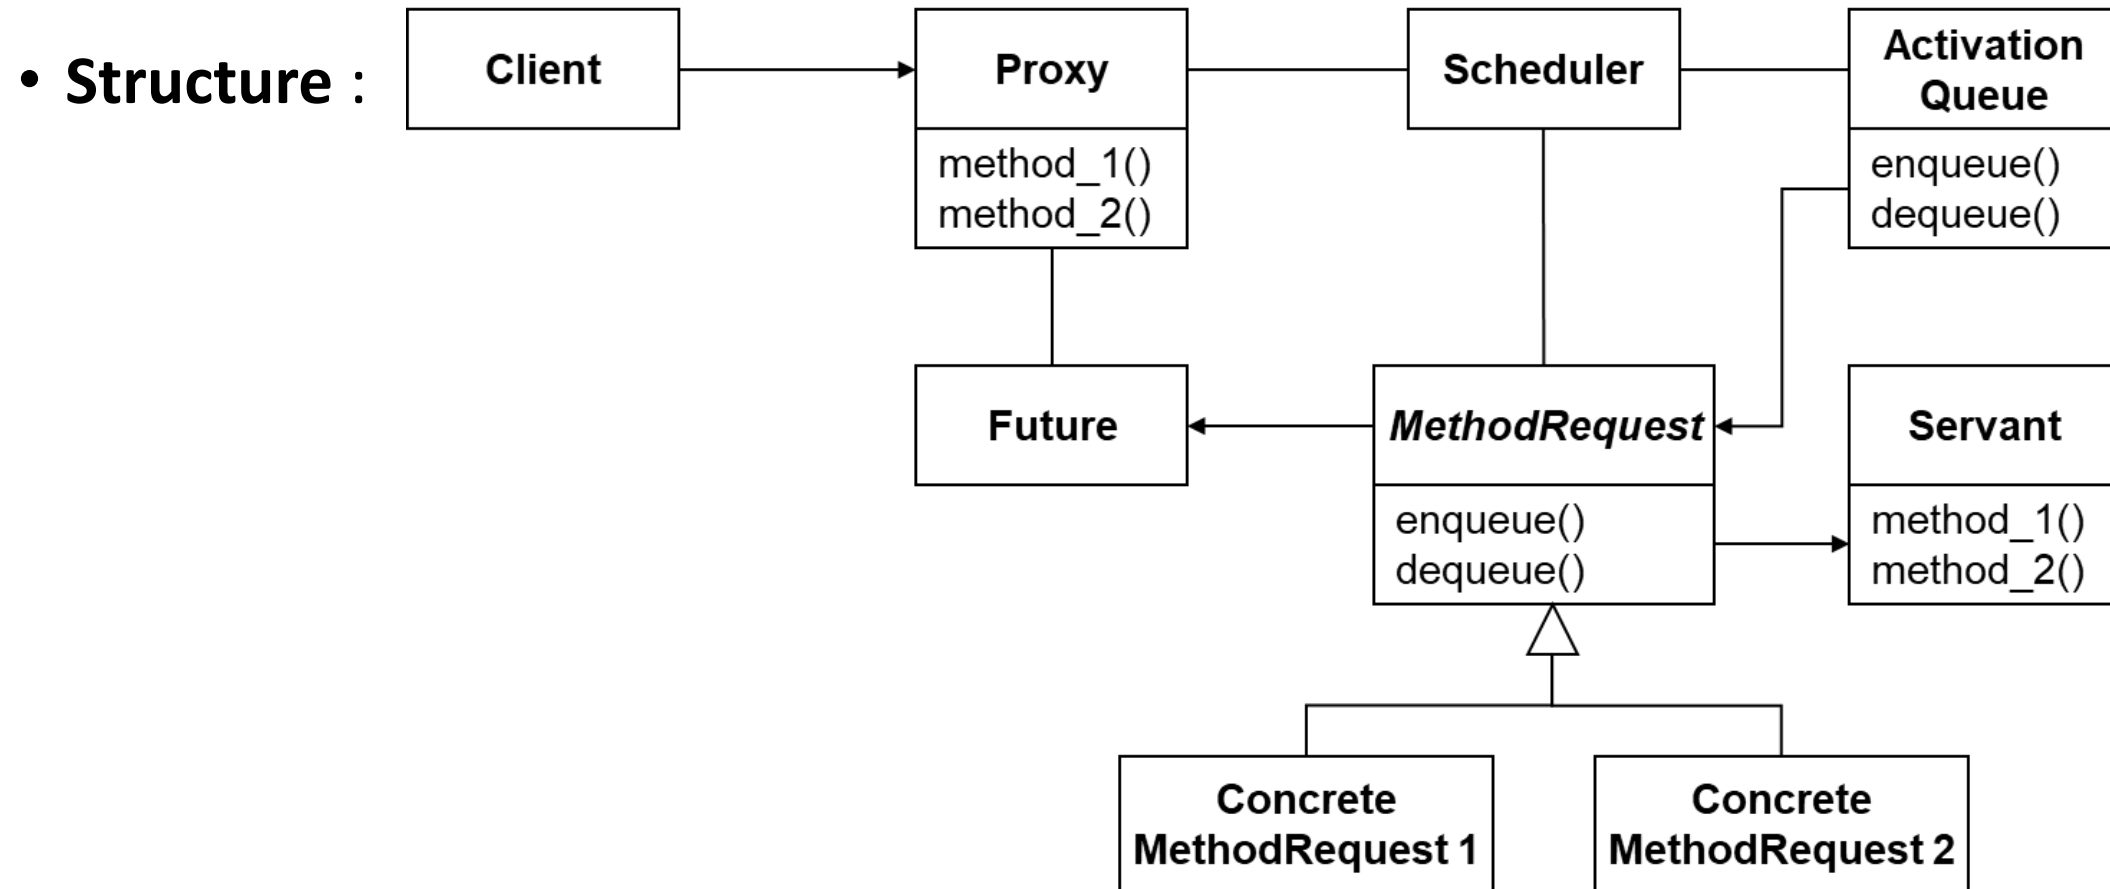 • Structure :
Client
Proxy
method_1()
method_2()
Scheduler
Activation
Queue
enqueue()
dequeue()
Future
MethodRequest
enqueue()
dequeue()
Servant
method_1()
method_2()
Concrete
MethodRequest 1
Concrete
MethodRequest 2